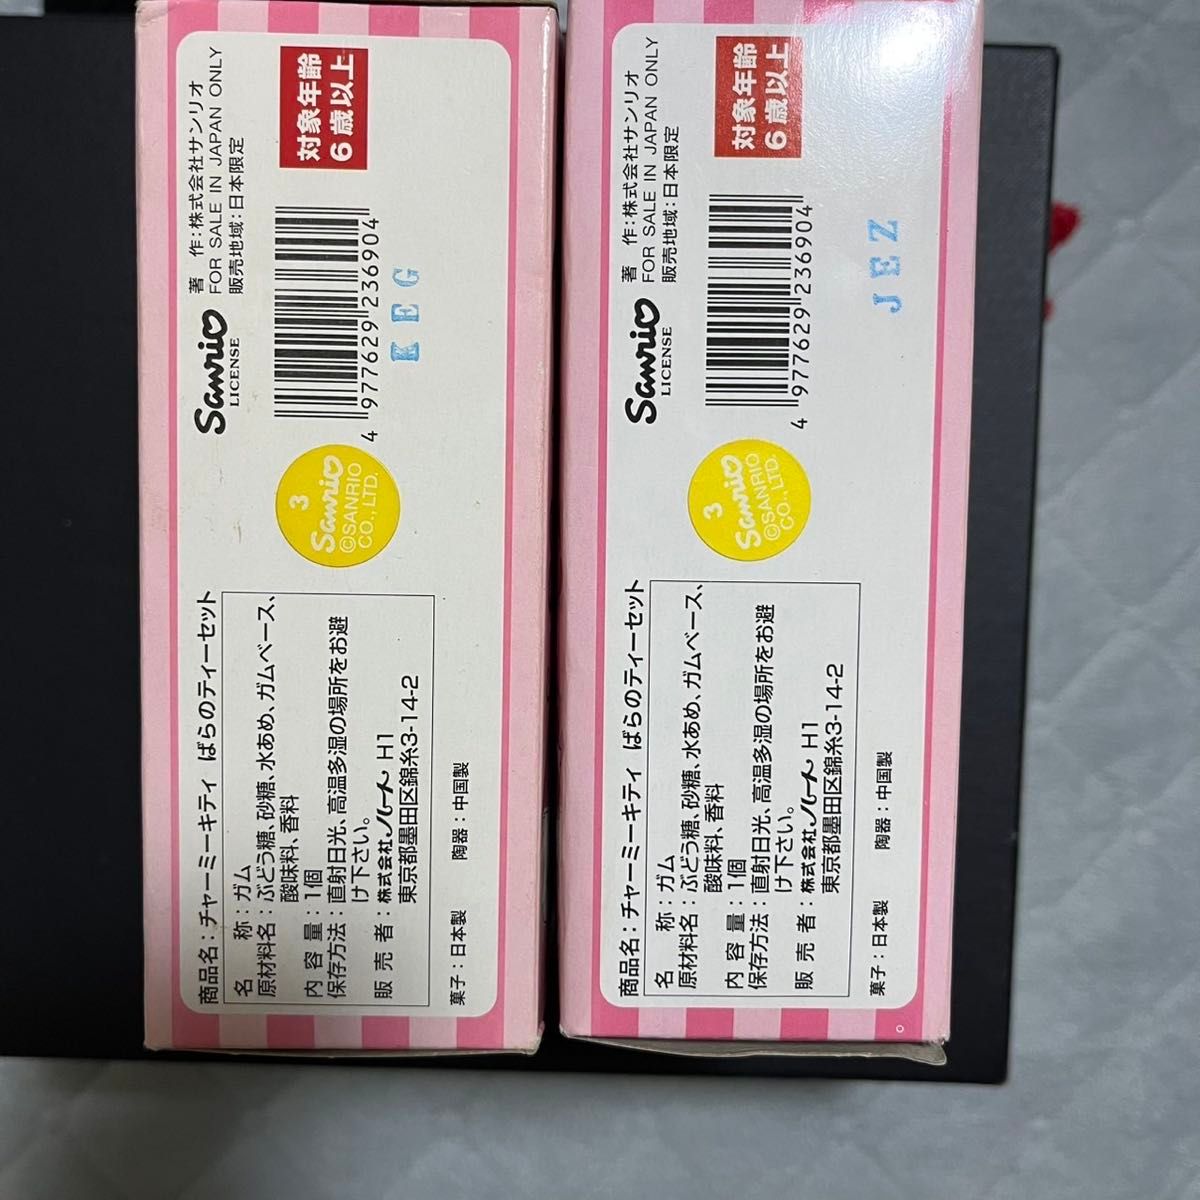 商品名：チャーミーキティ ばらのティーセット
名 称：ガム
原材料名：ぶどう糖、砂糖、水あめ、ガムベース、
酸味料、香料
内 容 量：1個
保存方法：直射日光、高温多湿の場所をお避
け下さい。
販 売 者：株式会社ハート H1
東京都墨田区錦糸3-14-2
菓子：日本製 陶器：中国製
3
Sanrio
©SANRIO
CO., LTD.
Sanrio
LICENSE
著 作：株式会社サンリオ
FOR SALE IN JAPAN ONLY
販売地域：日本限定
4 977629 236904
対象年齢
6歳以上
KEG
商品名：チャーミーキティ ばらのティーセット
名 称：ガム
原材料名：ぶどう糖、砂糖、水あめ、ガムベース、
酸味料、香料
内 容 量：1個
保存方法：直射日光、高温多湿の場所をお避
け下さい。
販 売 者：株式会社ハート H1
東京都墨田区錦糸3-14-2
菓子：日本製 陶器：中国製
3
Sanrio
©SANRIO
CO., LTD.
Sanrio
LICENSE
著 作：株式会社サンリオ
FOR SALE IN JAPAN ONLY
販売地域：日本限定
4 977629 236904
対象年齢
6歳以上
JEZ